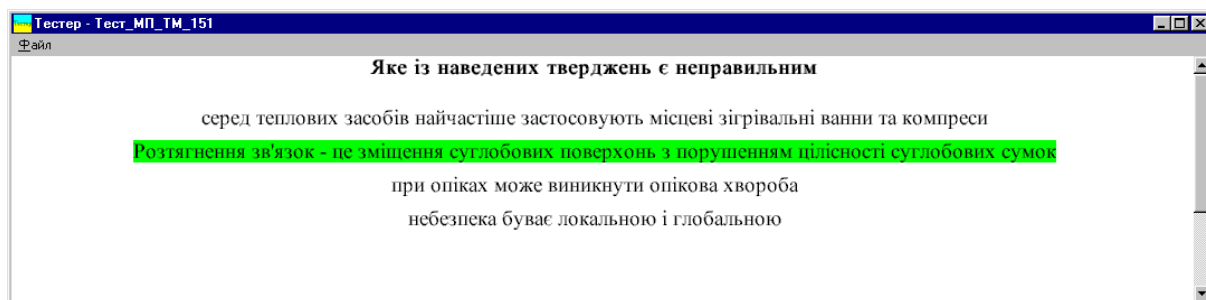 Тестер - Тест_МП_ТМ_151
Файл
Яке із наведених тверджень є неправильним
серед теплових засобів найчастіше застосовують місцеві зігрівальні ванни та компреси
Розтягнення зв'язок - це зміщення суглобових поверхонь з порушенням цілісності суглобових сумок
при опіках може виникнути опікова хвороба
небезпека буває локальною і глобальною